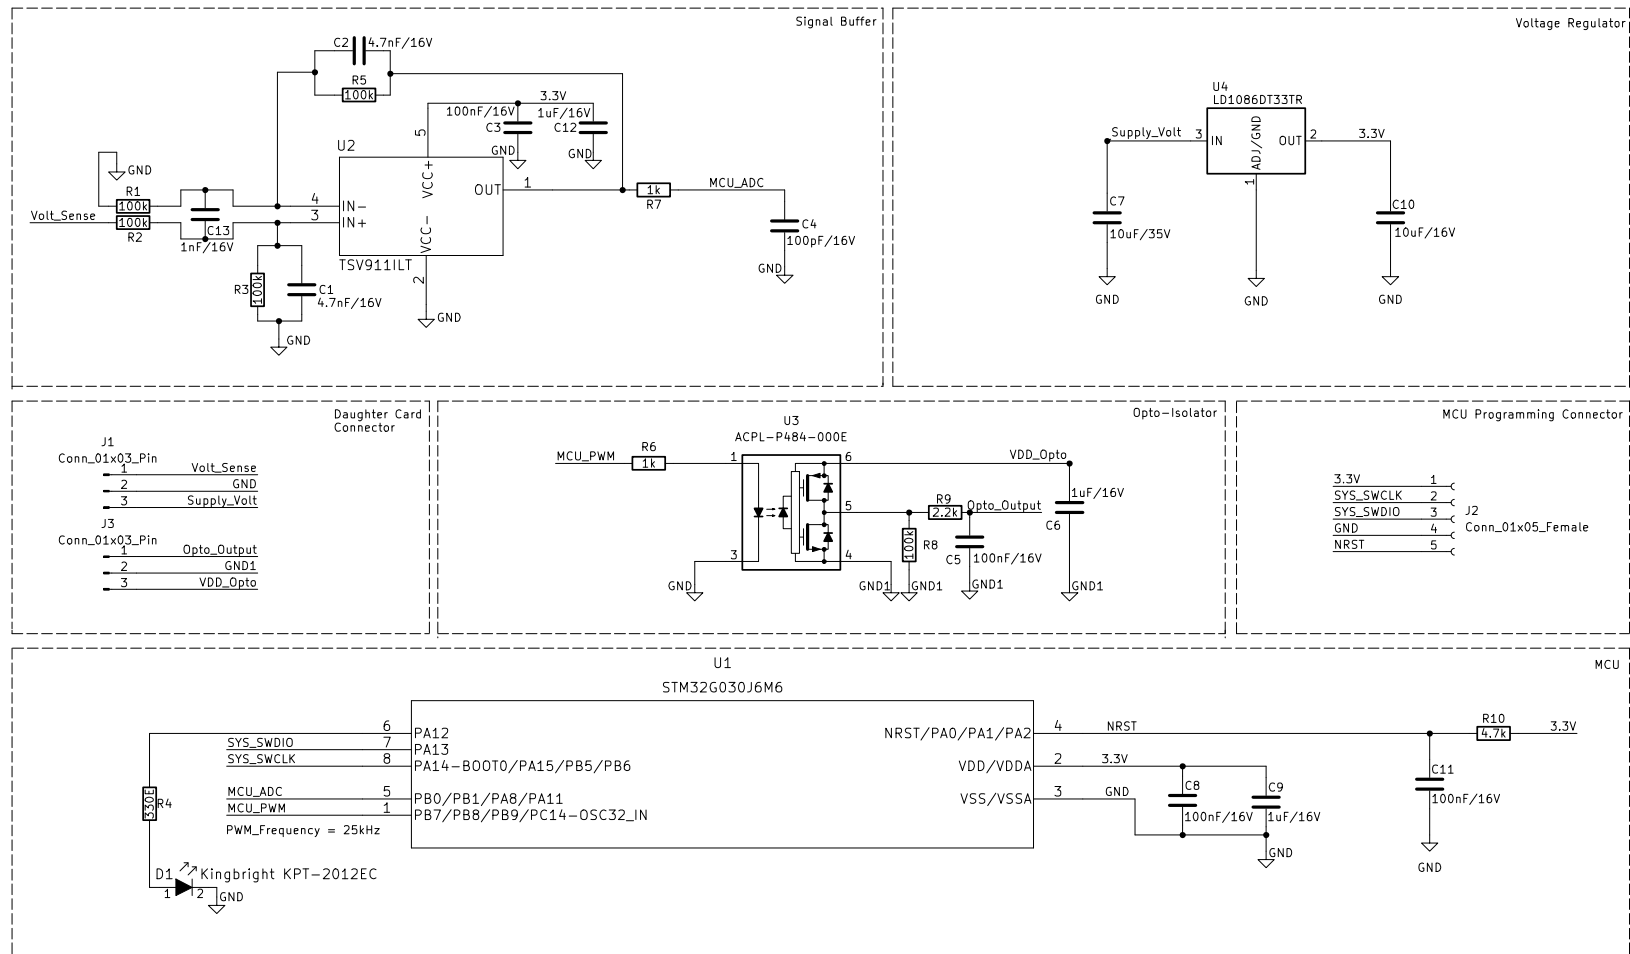 Signal Buffer
C2
4.7nF/16V
R5
100k
3.3V
100nF/16V
1uF/16V
C3
C12
5
GND
GND
U2
VCC+
GND
R1
100k
4
IN-
OUT
1
1k
R7
MCU_ADC
Volt_Sense
100k
R2
C13
1nF/16V
3
IN+
VCC-
2
TSV911ILT
C4
100pF/16V
GND
R3
100k
C1
4.7nF/16V
GND
GND
Voltage Regulator
U4
LD1086DT33TR
Supply_Volt
3
IN
ADJ/GND
OUT
2
3.3V
1
C7
10uF/35V
C10
10uF/16V
GND
GND
GND
Daughter Card
Connector
J1
Conn_01x03_Pin
1
Volt_Sense
2
GND
3
Supply_Volt
J3
Conn_01x03_Pin
1
Opto_Output
2
GND1
3
VDD_Opto
Opto-Isolator
U3
ACPL-P484-000E
MCU_PWM
R6
1k
1
6
VDD_Opto
1uF/16V
C6
5
R9
2.2k
Opto_Output
100k
R8
C5
100nF/16V
3
4
GND
GND1
GND1
GND1
GND1
MCU Programming Connector
3.3V
1
SYS_SWCLK
2
SYS_SWDIO
3
GND
4
NRST
5
J2
Conn_01x05_Female
MCU
U1
STM32G030J6M6
6
PA12
SYS_SWDIO
7
PA13
SYS_SWCLK
8
PA14-BOOT0/PA15/PB5/PB6
MCU_ADC
5
PB0/PB1/PA8/PA11
MCU_PWM
1
PB7/PB8/PB9/PC14-OSC32_IN
PWM_Frequency = 25kHz
NRST/PA0/PA1/PA2
4
NRST
R10
4.7k
3.3V
VDD/VDDA
2
3.3V
VSS/VSSA
3
GND
C8
100nF/16V
C9
1uF/16V
GND
C11
100nF/16V
GND
330E
R4
D1
Kingbright KPT-2012EC
1
2
GND